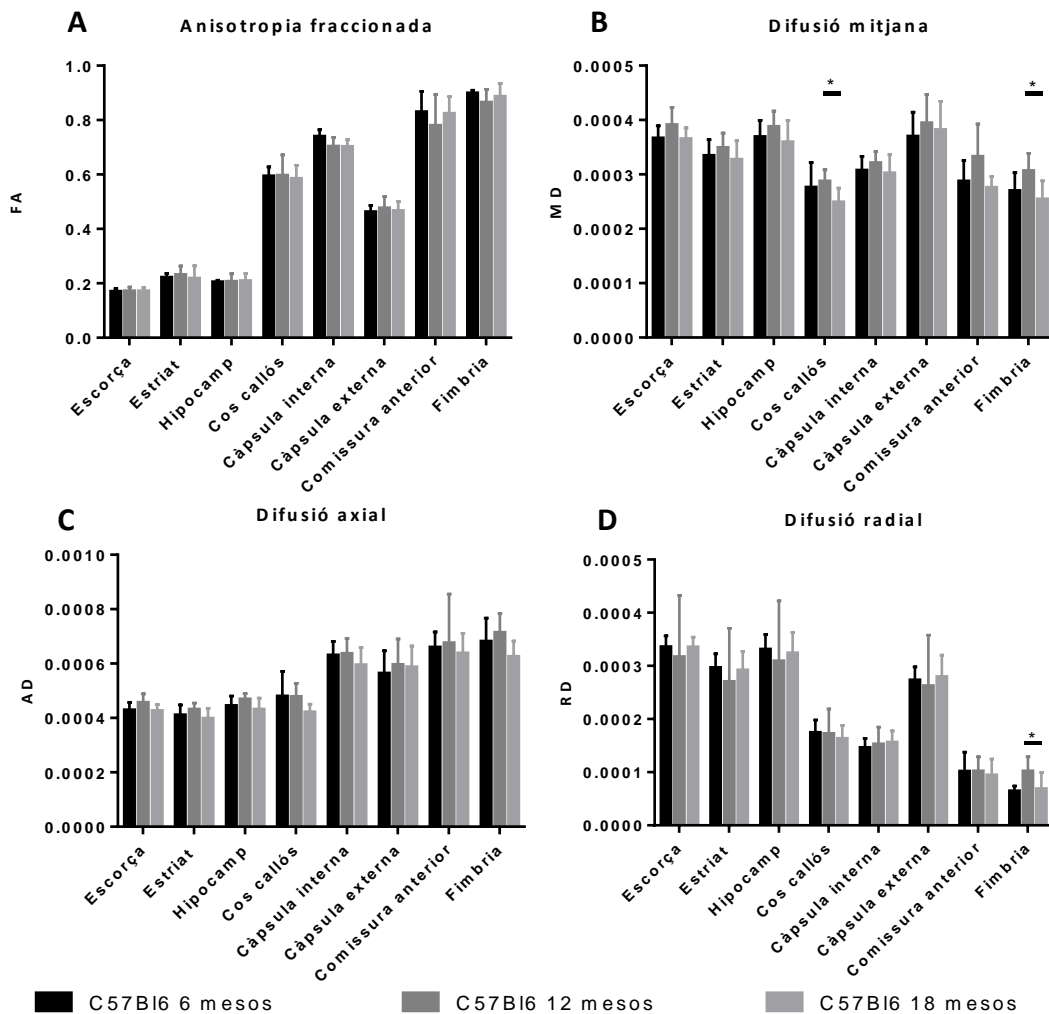 A
Anisotropia fraccionada
1.0
0.8
0.6
0.4
0.2
0.0
FA
Escorça
Estriat
Hipocamp
Cos callós
Càpsula interna
Càpsula externa
Comissura anterior
Fimbria
B
Difusió mitjana
0.0005
0.0004
0.0003
0.0002
0.0001
0.0000
MD
*
*
Escorça
Estriat
Hipocamp
Cos callós
Càpsula interna
Càpsula externa
Comissura anterior
Fimbria
C
Difusió axial
0.0010
0.0008
0.0006
0.0004
0.0002
0.0000
AD
Escorça
Estriat
Hipocamp
Cos callós
Càpsula interna
Càpsula externa
Comissura anterior
Fimbria
D
Difusió radial
0.0005
0.0004
0.0003
0.0002
0.0001
0.0000
RD
*
Escorça
Estriat
Hipocamp
Cos callós
Càpsula interna
Càpsula externa
Comissura anterior
Fimbria
C57Bl6 6 mesos
C57Bl6 12 mesos
C57Bl6 18 mesos